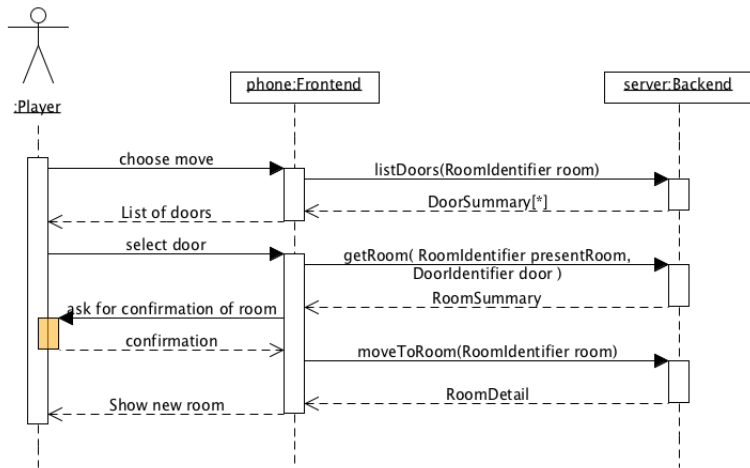 :Player
phone:Frontend
server:Backend
choose move
listDoors(RoomIdentifier room)
DoorSummary[*]
List of doors
select door
getRoom( RoomIdentifier presentRoom,
DoorIdentifier door )
RoomSummary
ask for confirmation of room
confirmation
moveToRoom(RoomIdentifier room)
RoomDetail
Show new room